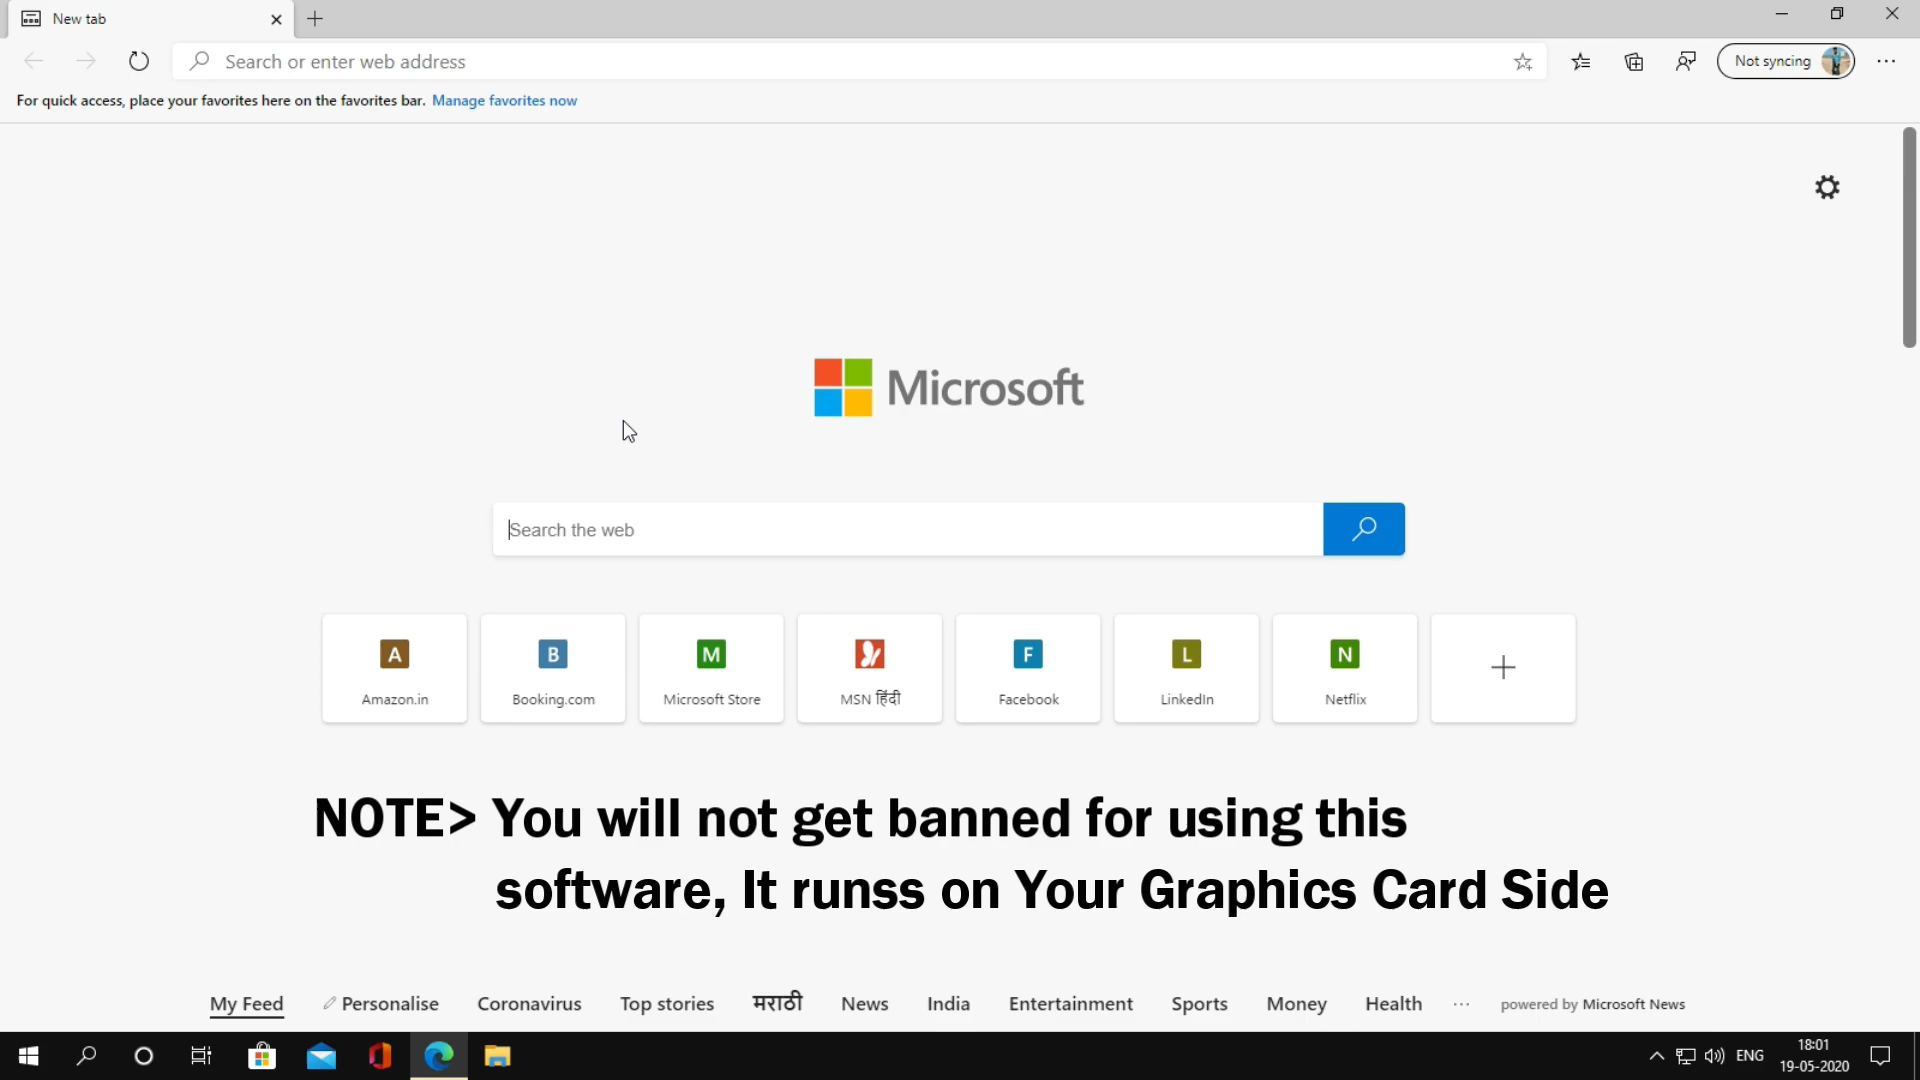 New tab
Search or enter web address
Not syncing
For quick access, place your favorites here on the favorites bar. Manage favorites now
Microsoft
Search the web
A B M F L N
Amazon.in Booking.com Microsoft Store MSN हिंदी Facebook LinkedIn Netflix
NOTE> You will not get banned for using this
software, It runss on Your Graphics Card Side
My Feed Personalise Coronavirus Top stories मराठी News India Entertainment Sports Money Health ... powered by Microsoft News
ENG 18:01
19-05-2020